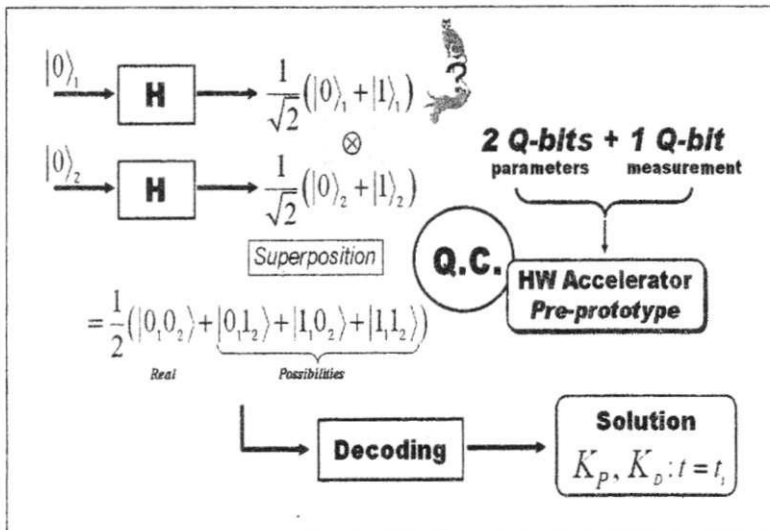 |0⟩₁ H 1/√2 (|0⟩₁ + |1⟩₁)
⊗
|0⟩₂ H 1/√2 (|0⟩₂ + |1⟩₂)
Superposition
= 1/2 (|0₁0₂⟩ + |0₁1₂⟩ + |1₁0₂⟩ + |1₁1₂⟩)
Real Possibilities
2 Q-bits + 1 Q-bit
parameters measurement
Q.C.
HW Accelerator
Pre-prototype
Decoding
Solution
K_P, K_D : t = t₁